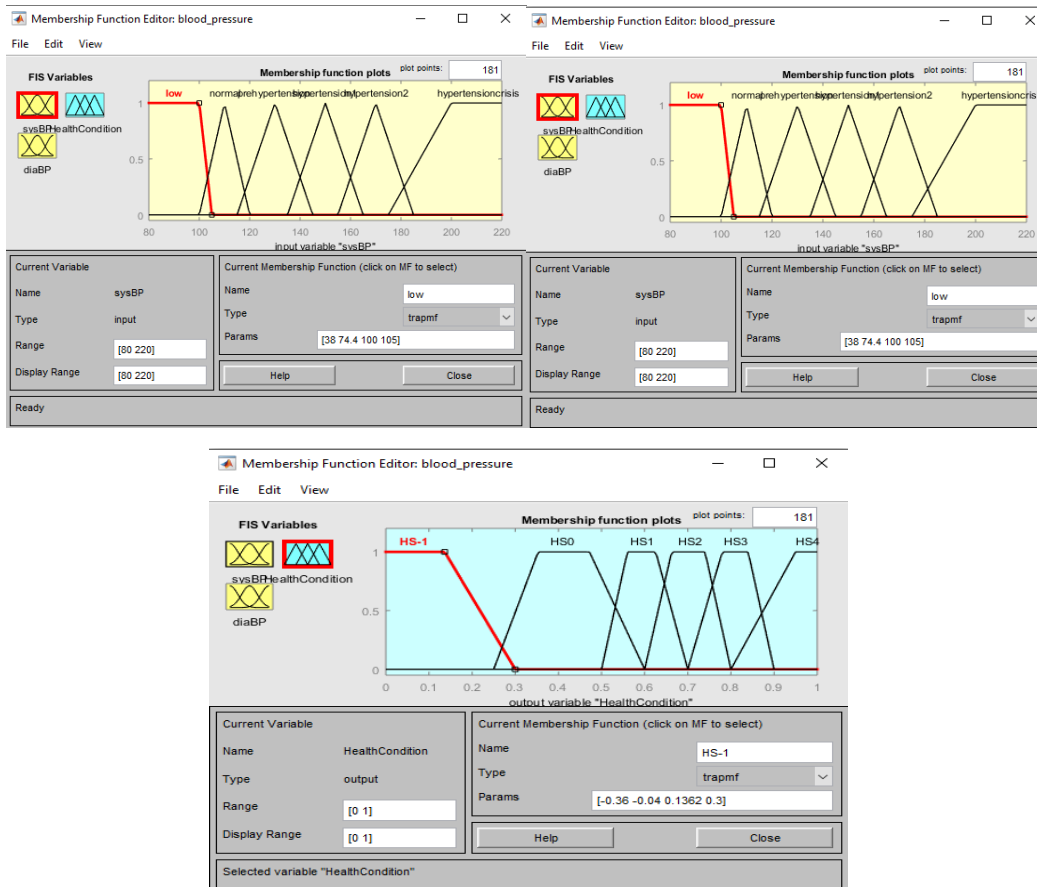 Membership Function Editor: blood_pressure
File Edit View
FIS Variables
Membership function plots
plot points: 181
low normal prehypertension hypertension1 hypertension2 hypertensioncrisis
1
0.5
0
sysBP HealthCondition
diaBP
80 100 120 140 160 180 200 220
input variable "sysBP"
Current Variable
Name sysBP
Type input
Range [80 220]
Display Range [80 220]
Current Membership Function (click on MF to select)
Name low
Type trapmf
Params [38 74.4 100 105]
Help Close
Ready
Membership Function Editor: blood_pressure
File Edit View
FIS Variables
Membership function plots
plot points: 181
low normal prehypertension hypertension1 hypertension2 hypertensioncrisis
1
0.5
0
sysBP HealthCondition
diaBP
80 100 120 140 160 180 200 220
input variable "sysBP"
Current Variable
Name sysBP
Type input
Range [80 220]
Display Range [80 220]
Current Membership Function (click on MF to select)
Name low
Type trapmf
Params [38 74.4 100 105]
Help Close
Ready
Membership Function Editor: blood_pressure
File Edit View
FIS Variables
Membership function plots
plot points: 181
HS-1 HS0 HS1 HS2 HS3 HS4
1
0.5
0
sysBP HealthCondition
diaBP
0 0.1 0.2 0.3 0.4 0.5 0.6 0.7 0.8 0.9 1
output variable "HealthCondition"
Current Variable
Name HealthCondition
Type output
Range [0 1]
Display Range [0 1]
Current Membership Function (click on MF to select)
Name HS-1
Type trapmf
Params [-0.36 -0.04 0.1362 0.3]
Help Close
Selected variable "HealthCondition"